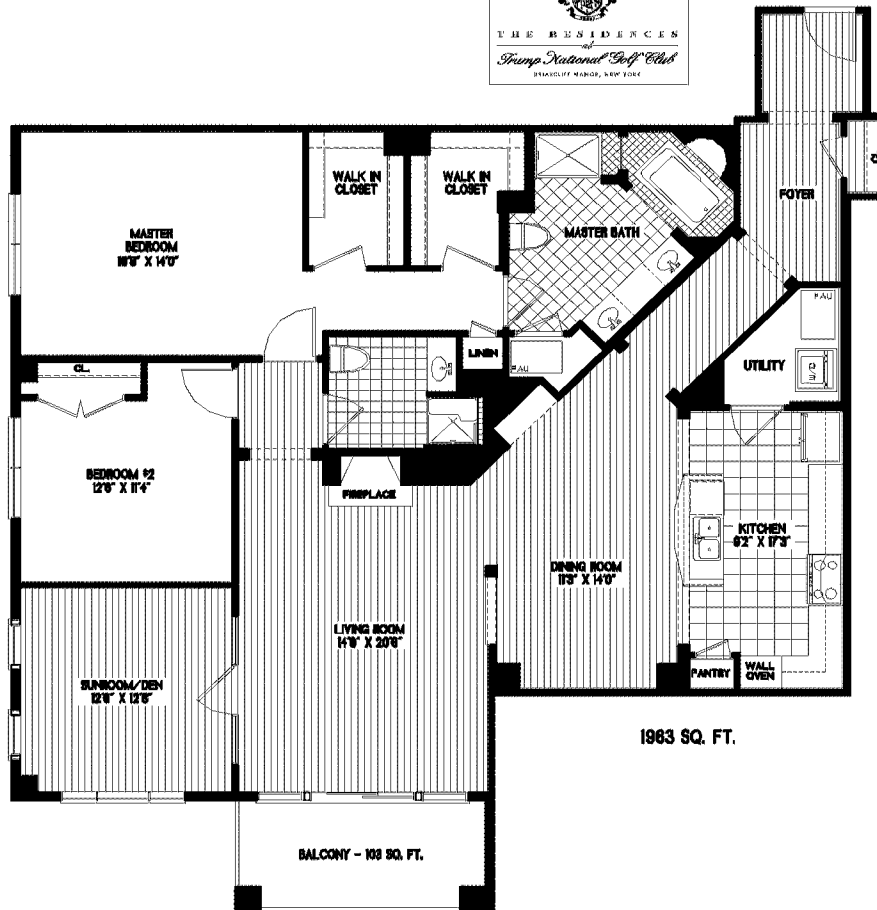 THE RESIDENCES
at
Trump National Golf Club
BRIARCLIFF MANOR, NEW YORK
WALK IN
CLOSET
WALK IN
CLOSET
FOYER
MASTER
BEDROOM
X 14'0"
MASTER BATH
FAU
LINEN
FAU
UTILITY
CL.
BEDROOM #2
12'6" X 11'4"
FIREPLACE
KITCHEN
9'2" X 17'3"
DINING ROOM
11'3" X 14'0"
LIVING ROOM
14'8" X 20'6"
SUNROOM/DEN
12'6" X 12'6"
PANTRY
WALL
OVEN
1963 SQ. FT.
BALCONY - 103 SQ. FT.